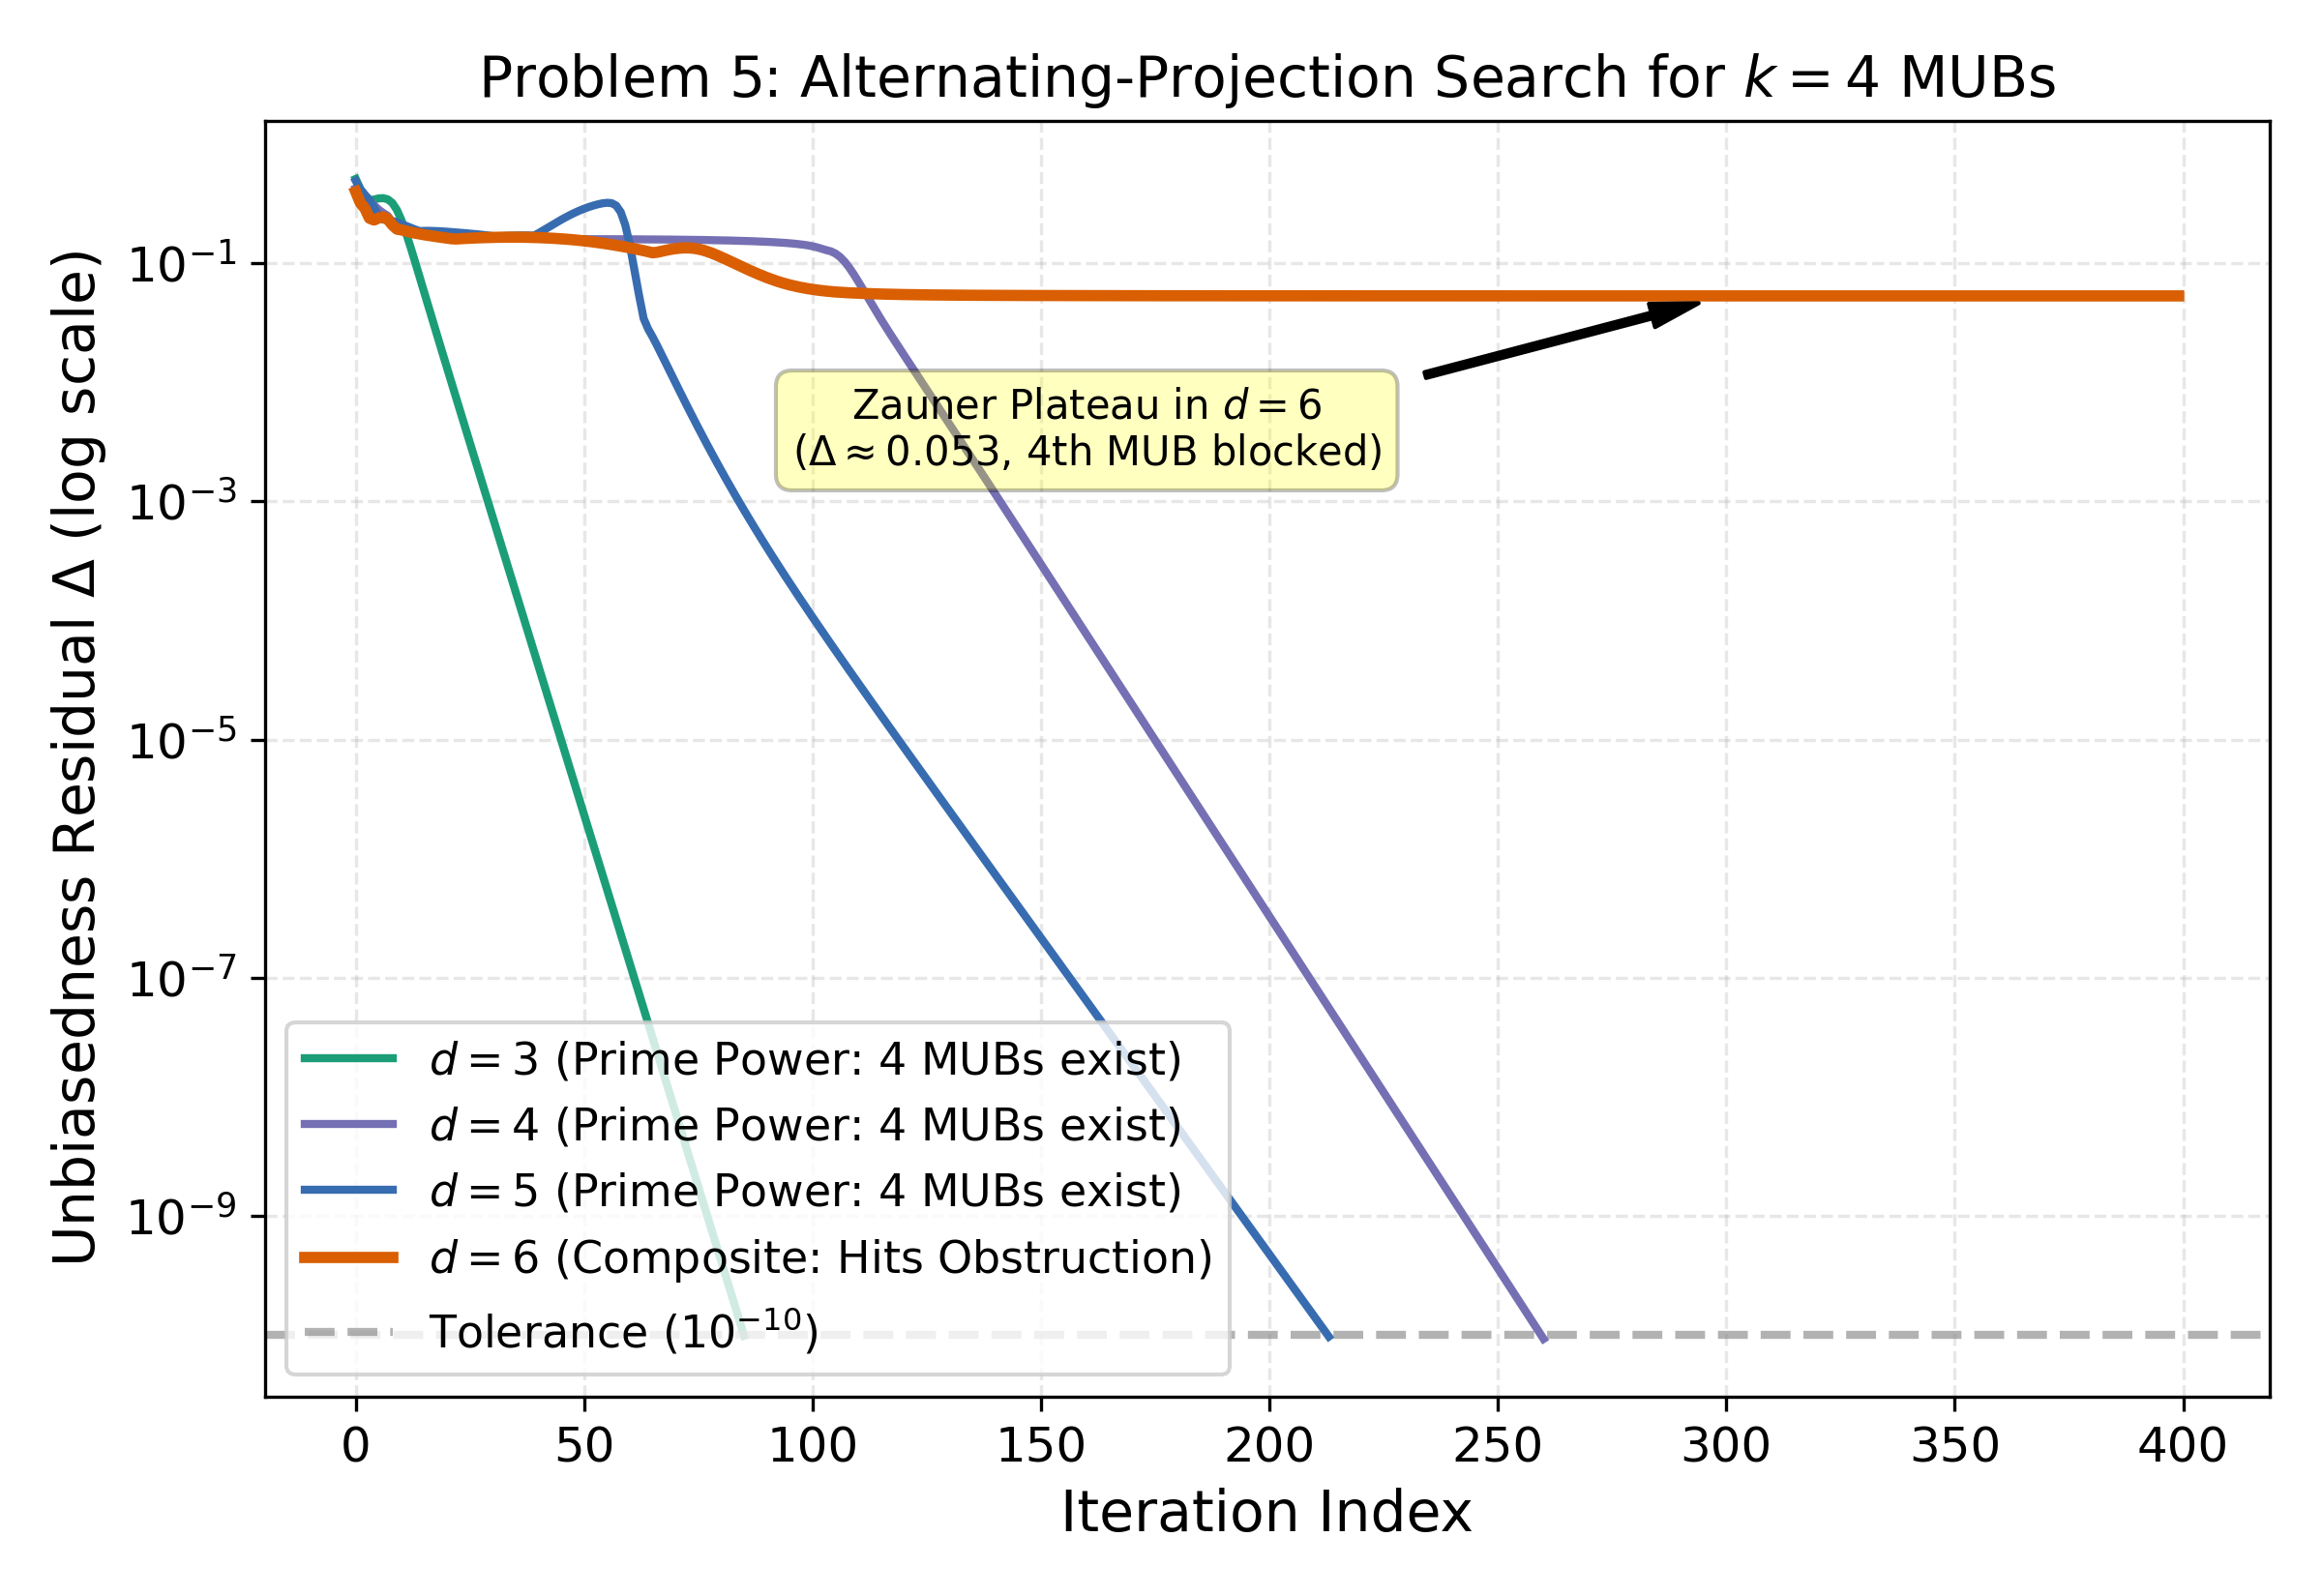 Problem 5: Alternating-Projection Search for k = 4 MUBs
Unbiasedness Residual Δ (log scale)
10⁻¹
10⁻³
10⁻⁵
10⁻⁷
10⁻⁹
Zauner Plateau in d = 6
(Δ ≈ 0.053, 4th MUB blocked)
d = 3 (Prime Power: 4 MUBs exist)
d = 4 (Prime Power: 4 MUBs exist)
d = 5 (Prime Power: 4 MUBs exist)
d = 6 (Composite: Hits Obstruction)
Tolerance (10⁻¹⁰)
0 50 100 150 200 250 300 350 400
Iteration Index